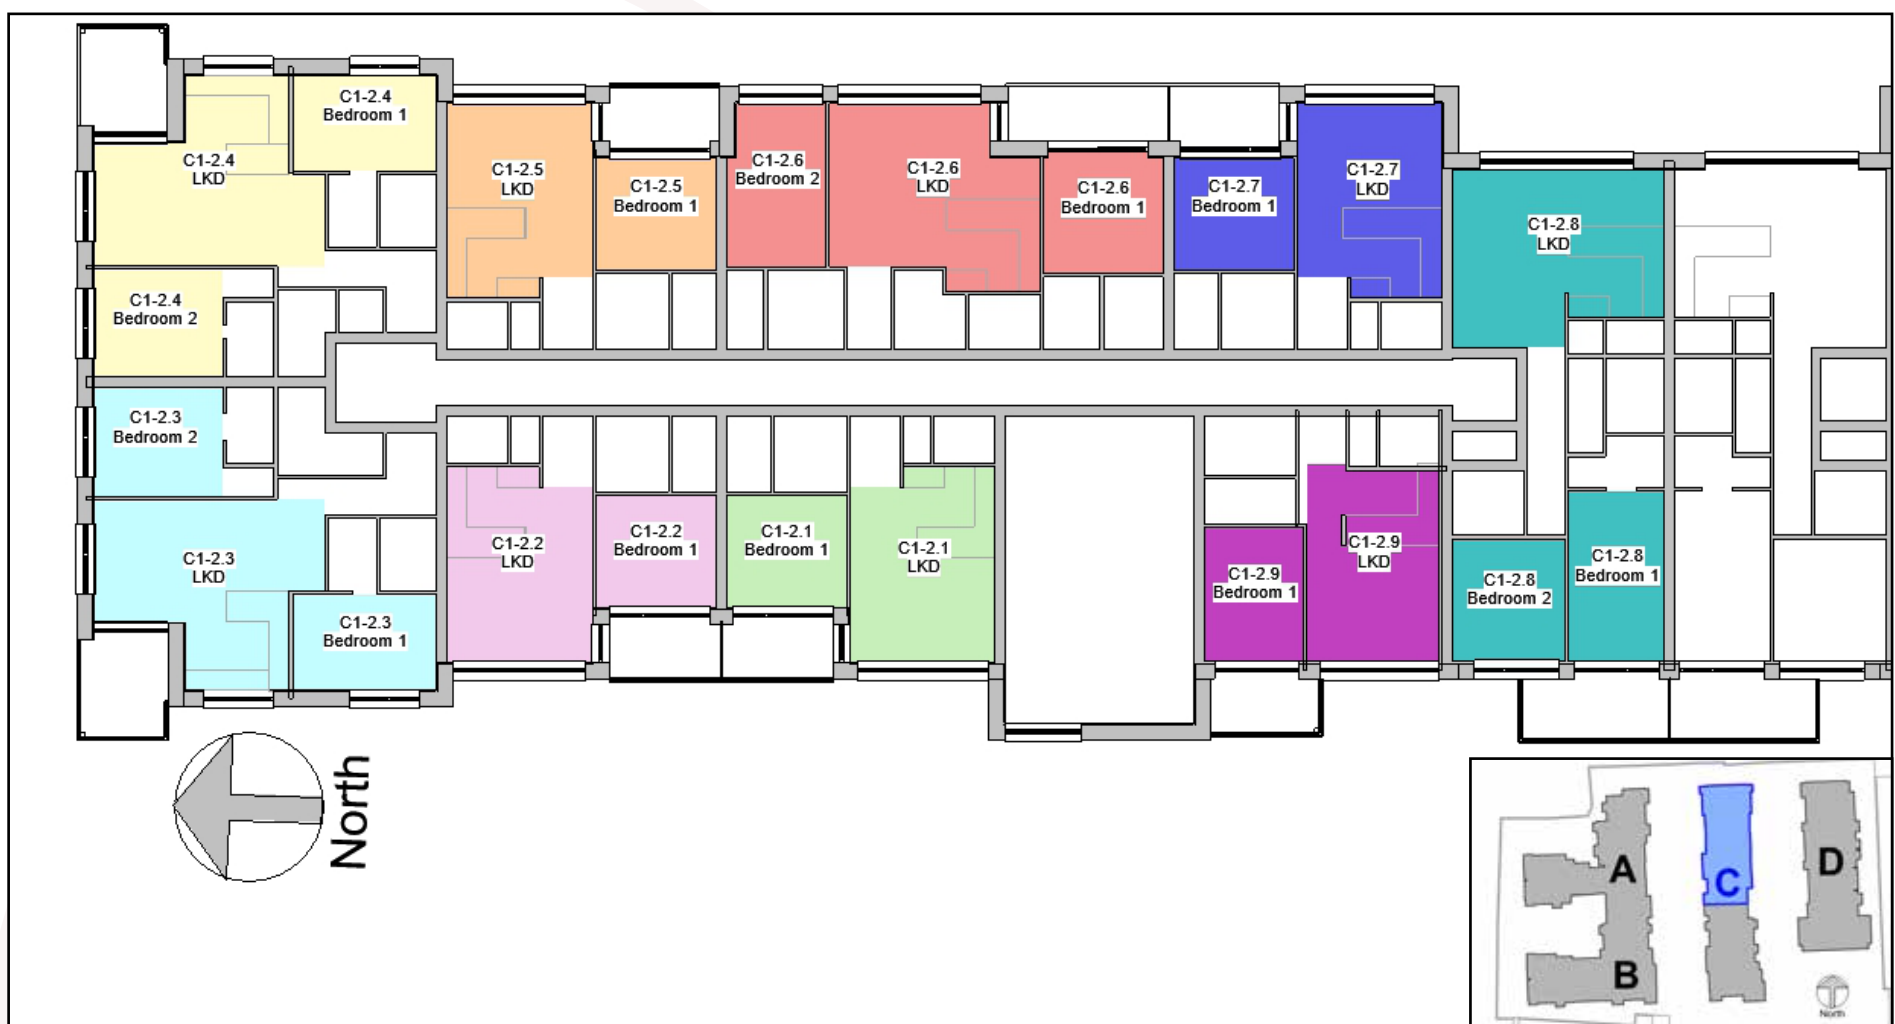 C1-2.4
Bedroom 1
C1-2.4
LKD
C1-2.5
LKD
C1-2.5
Bedroom 1
C1-2.6
Bedroom 2
C1-2.6
LKD
C1-2.6
Bedroom 1
C1-2.7
Bedroom 1
C1-2.7
LKD
C1-2.8
LKD
C1-2.4
Bedroom 2
C1-2.3
Bedroom 2
C1-2.3
LKD
C1-2.3
Bedroom 1
C1-2.2
LKD
C1-2.2
Bedroom 1
C1-2.1
Bedroom 1
C1-2.1
LKD
C1-2.9
Bedroom 1
C1-2.9
LKD
C1-2.8
Bedroom 2
C1-2.8
Bedroom 1
North
A
C
D
B
North